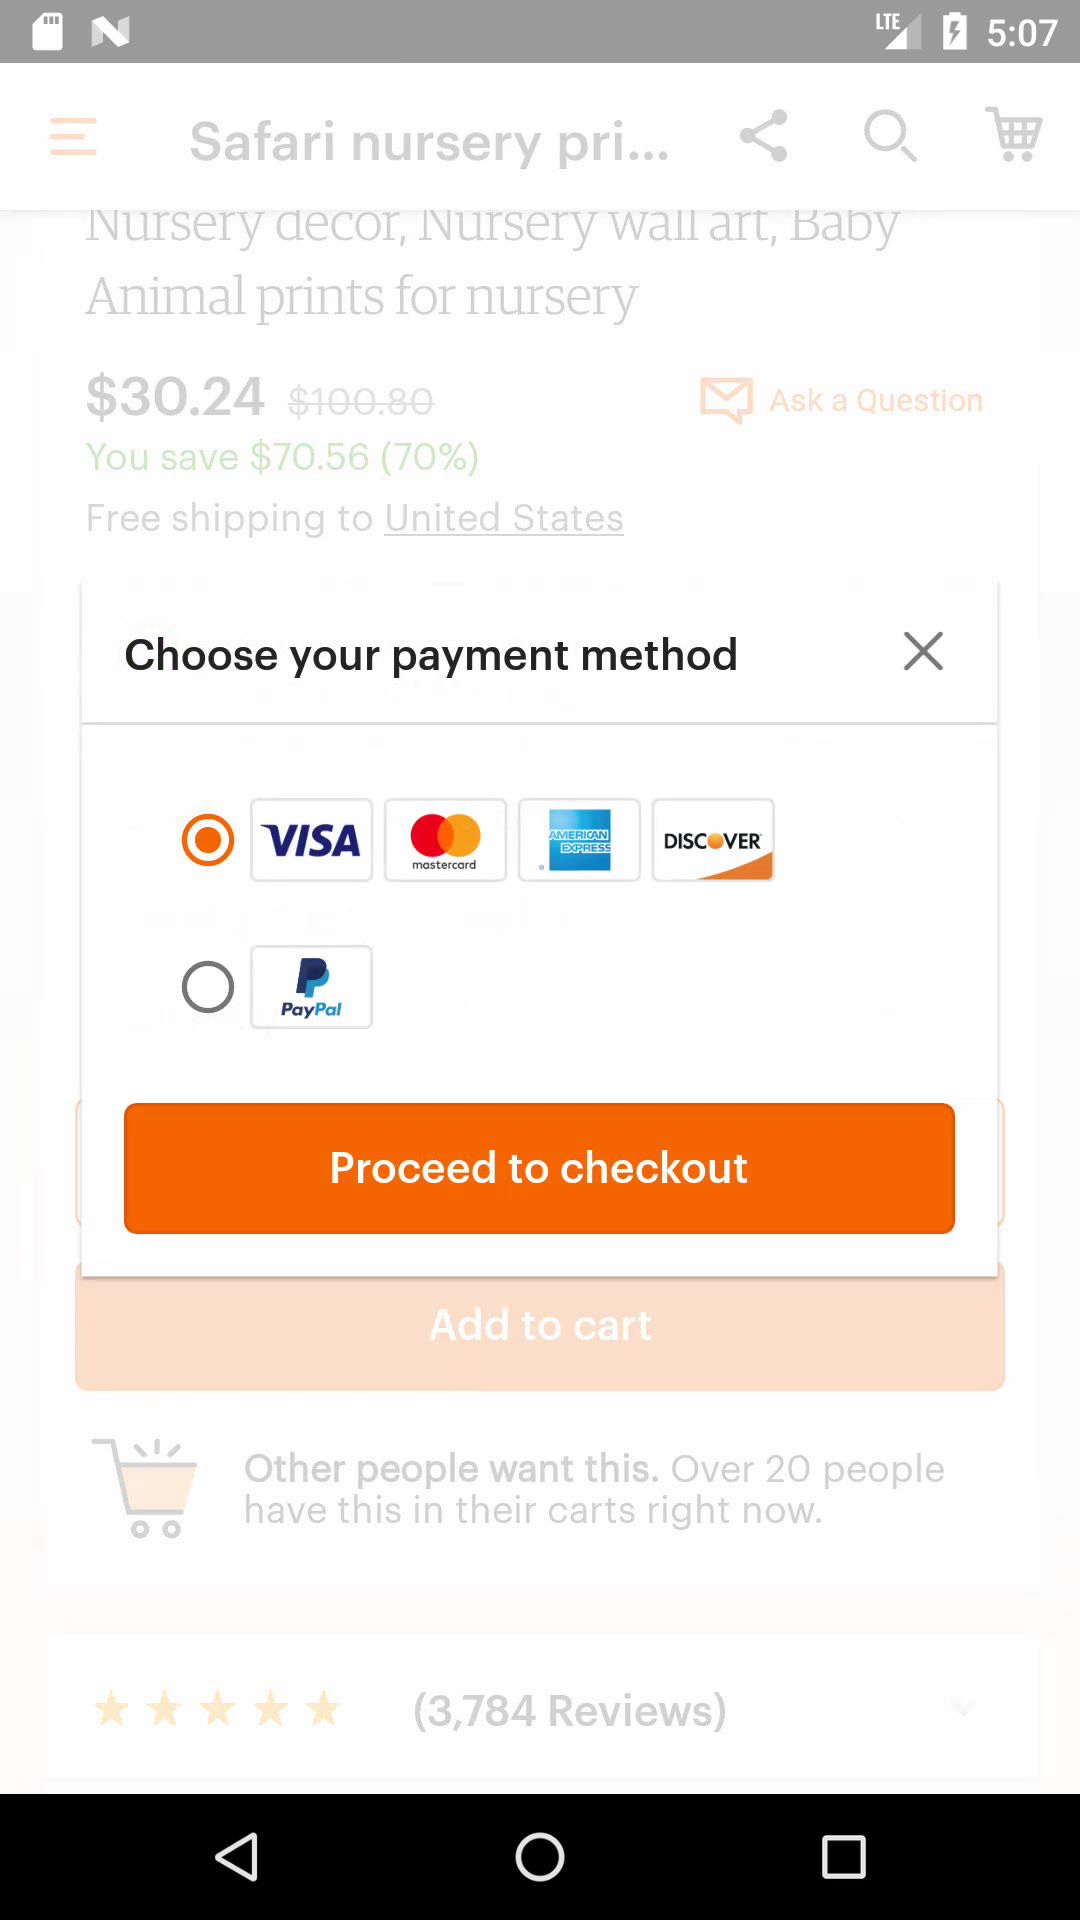 LTE 5:07
Safari nursery pri...
Nursery decor, Nursery wall art, Baby
Animal prints for nursery
$30.24 $100.80 Ask a Question
You save $70.56 (70%)
Free shipping to United States
Choose your payment method
VISA mastercard AMERICAN EXPRESS DISCOVER
PayPal
Proceed to checkout
Add to cart
Other people want this. Over 20 people
have this in their carts right now.
(3,784 Reviews)